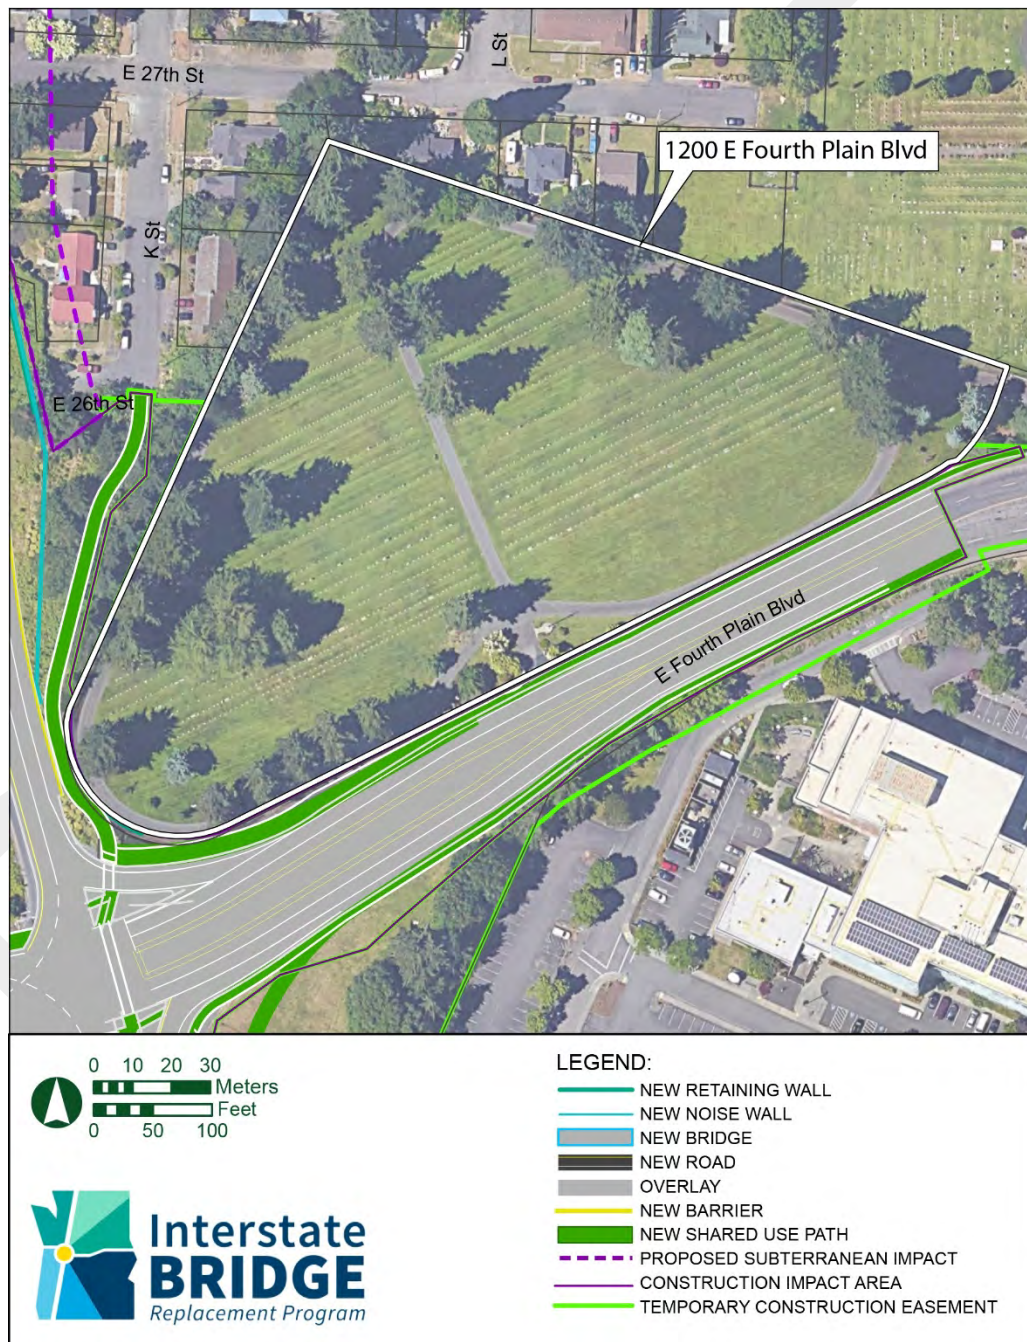 E 27th St
L St
1200 E Fourth Plain Blvd
K St
E 26th St
E Fourth Plain Blvd
0 10 20 30
Meters
Feet
0 50 100
Interstate
BRIDGE
Replacement Program
LEGEND:
NEW RETAINING WALL
NEW NOISE WALL
NEW BRIDGE
NEW ROAD
OVERLAY
NEW BARRIER
NEW SHARED USE PATH
PROPOSED SUBTERRANEAN IMPACT
CONSTRUCTION IMPACT AREA
TEMPORARY CONSTRUCTION EASEMENT